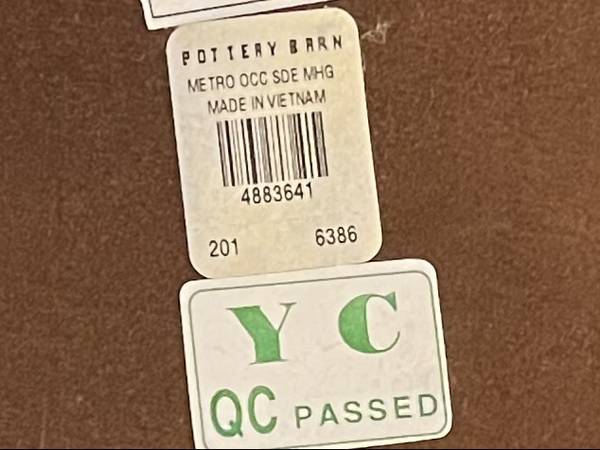 POTTERY BARN
METRO OCC SDE MHG
MADE IN VIETNAM
4883641
201 6386
Y C
QC PASSED